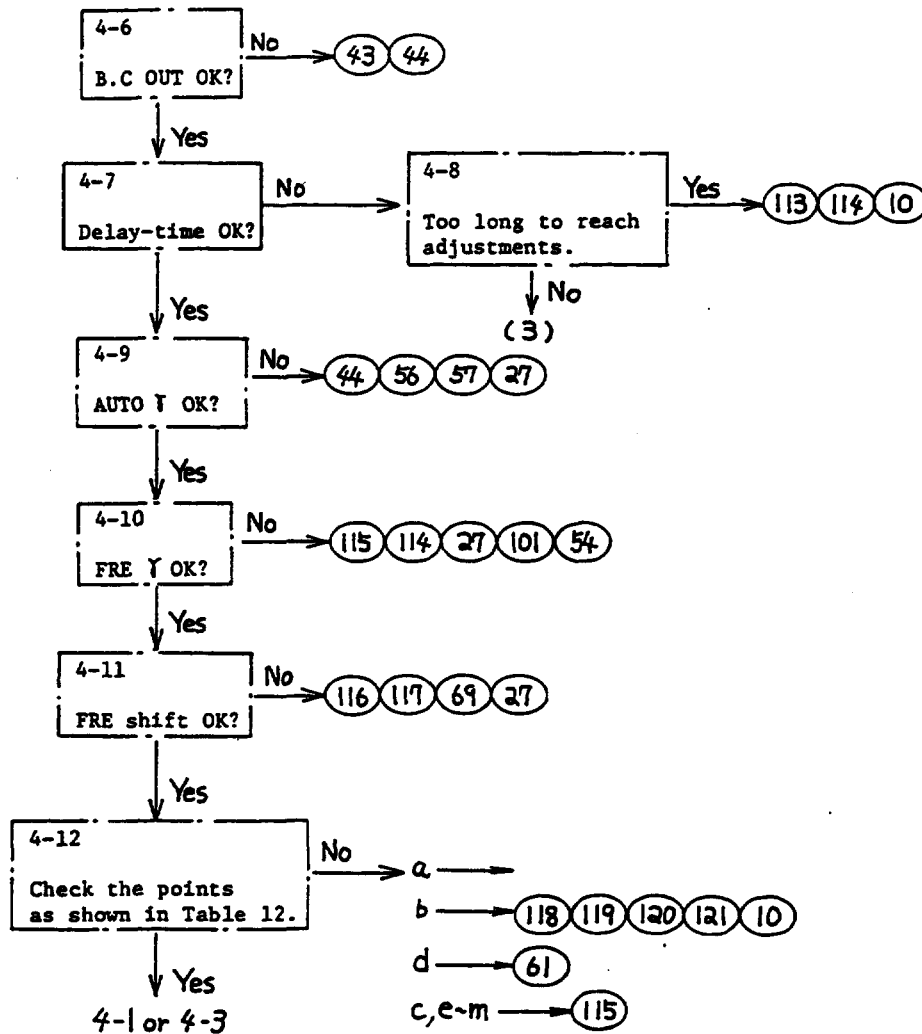 4-6
B.C OUT OK?
No
43 44
Yes
4-7
Delay-time OK?
No
4-8
Too long to reach
adjustments.
Yes
113 114 10
No
(3)
Yes
4-9
AUTO γ OK?
No
44 56 57 27
Yes
4-10
FRE γ OK?
No
115 114 27 101 54
Yes
4-11
FRE shift OK?
No
116 117 69 27
Yes
4-12
Check the points
as shown in Table 12.
No
a
b
118 119 120 121 10
d
61
c,e~m
115
Yes
4-1 or 4-3